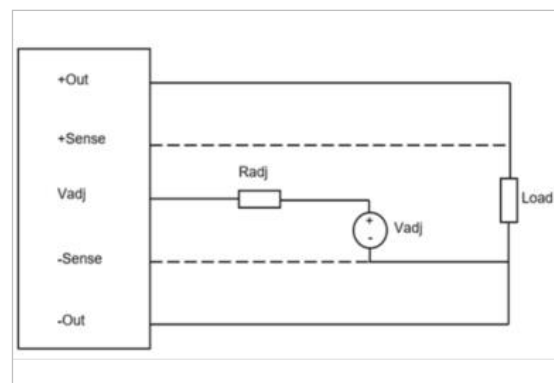 +Out
+Sense
Radj
Vadj
Load
+
-
Vadj
-Sense
-Out